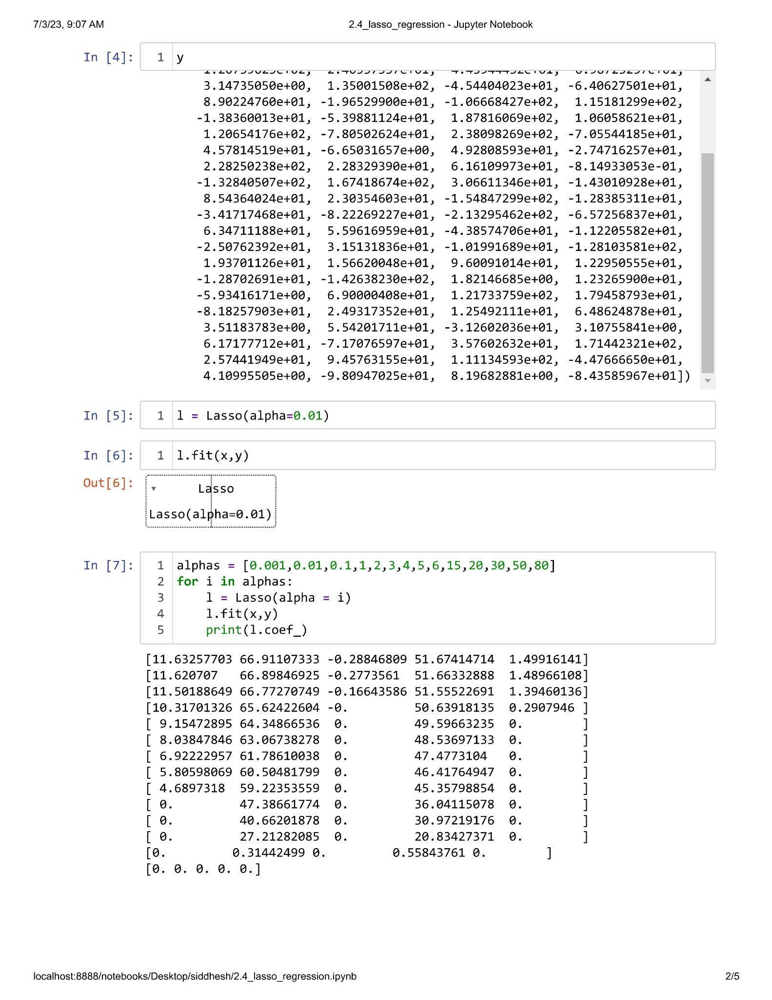 7/3/23, 9:07 AM 2.4_lasso_regression - Jupyter Notebook
In [4]: 1 y
3.14735050e+00, 1.35001508e+02, -4.54404023e+01, -6.40627501e+01,
8.90224760e+01, -1.96529900e+01, -1.06668427e+02, 1.15181299e+02,
-1.38360013e+01, -5.39881124e+01, 1.87816069e+02, 1.06058621e+01,
1.20654176e+02, -7.80502624e+01, 2.38098269e+02, -7.05544185e+01,
4.57814519e+01, -6.65031657e+00, 4.92808593e+01, -2.74716257e+01,
2.28250238e+02, 2.28329390e+01, 6.16109973e+01, -8.14933053e-01,
-1.32840507e+02, 1.67418674e+02, 3.06611346e+01, -1.43010928e+01,
8.54364024e+01, 2.30354603e+01, -1.54847299e+02, -1.28385311e+01,
-3.41717468e+01, -8.22269227e+01, -2.13295462e+02, -6.57256837e+01,
6.34711188e+01, 5.59616959e+01, -4.38574706e+01, -1.12205582e+01,
-2.50762392e+01, 3.15131836e+01, -1.01991689e+01, -1.28103581e+02,
1.93701126e+01, 1.56620048e+01, 9.60091014e+01, 1.22950555e+01,
-1.28702691e+01, -1.42638230e+02, 1.82146685e+00, 1.23265900e+01,
-5.93416171e+00, 6.90000408e+01, 1.21733759e+02, 1.79458793e+01,
-8.18257903e+01, 2.49317352e+01, 1.25492111e+01, 6.48624878e+01,
3.51183783e+00, 5.54201711e+01, -3.12602036e+01, 3.10755841e+00,
6.17177712e+01, -7.17076597e+01, 3.57602632e+01, 1.71442321e+02,
2.57441949e+01, 9.45763155e+01, 1.11134593e+02, -4.47666650e+01,
4.10995505e+00, -9.80947025e+01, 8.19682881e+00, -8.43585967e+01])
In [5]: 1 l = Lasso(alpha=0.01)
In [6]: 1 l.fit(x,y)
Out[6]: ▾ Lasso
Lasso(alpha=0.01)
In [7]: 1 alphas = [0.001,0.01,0.1,1,2,3,4,5,6,15,20,30,50,80]
2 for i in alphas:
3     l = Lasso(alpha = i)
4     l.fit(x,y)
5     print(l.coef_)
[11.63257703 66.91107333 -0.28846809 51.67414714  1.49916141]
[11.620707   66.89846925 -0.2773561  51.66332888  1.48966108]
[11.50188649 66.77270749 -0.16643586 51.55522691  1.39460136]
[10.31701326 65.62422604 -0.         50.63918135  0.2907946 ]
[ 9.15472895 64.34866536  0.         49.59663235  0.        ]
[ 8.03847846 63.06738278  0.         48.53697133  0.        ]
[ 6.92222957 61.78610038  0.         47.4773104   0.        ]
[ 5.80598069 60.50481799  0.         46.41764947  0.        ]
[ 4.6897318  59.22353559  0.         45.35798854  0.        ]
[ 0.         47.38661774  0.         36.04115078  0.        ]
[ 0.         40.66201878  0.         30.97219176  0.        ]
[ 0.         27.21282085  0.         20.83427371  0.        ]
[0.         0.31442499 0.         0.55843761 0.        ]
[0. 0. 0. 0. 0.]
localhost:8888/notebooks/Desktop/siddhesh/2.4_lasso_regression.ipynb 2/5